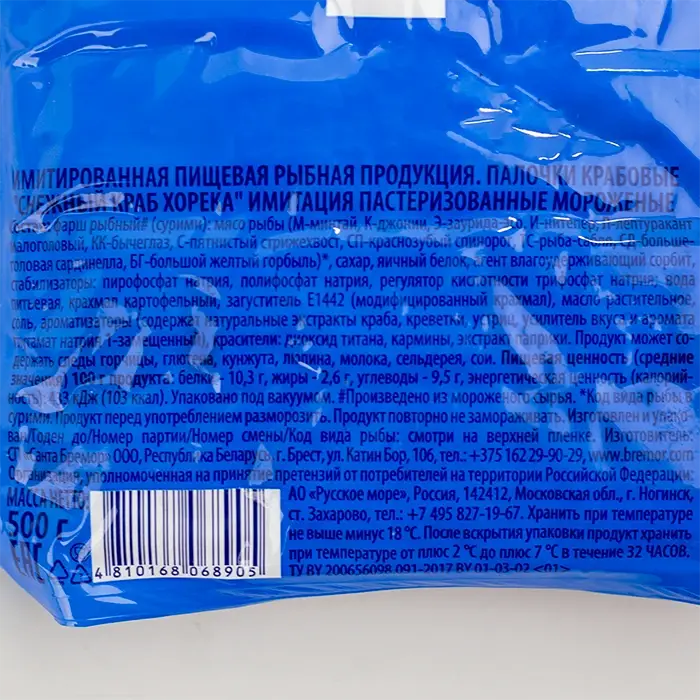 ИМИТИРОВАННАЯ ПИЩЕВАЯ РЫБНАЯ ПРОДУКЦИЯ. ПАЛОЧКИ КРАБОВЫЕ
"СНЕЖНЫЙ КРАБ ХОРЕКА" ИМИТАЦИЯ ПАСТЕРИЗОВАННЫЕ МОРОЖЕНЫЕ
Состав: фарш рыбный# (сурими): мясо рыбы (М-минтай, К-джонии, Э-заурида-эзо, И-нитепер, Л-лептуракант
малоголовый, КК-бычеглаз, С-пятнистый стрижехвост, СП-краснозубый спинорог, ТС-рыба-сабля, СД-больше-
головая сардинелла, БГ-большой желтый горбыль)*, сахар, яичный белок, агент влагоудерживающий сорбит,
стабилизаторы: пирофосфат натрия, полифосфат натрия, регулятор кислотности трифосфат натрия, вода
питьевая, крахмал картофельный, загуститель Е1442 (модифицированный крахмал), масло растительное,
соль, ароматизаторы (содержат натуральные экстракты краба, креветки, устриц, усилитель вкуса и аромата
глутамат натрия 1-замещенный), красители: диоксид титана, кармины, экстракт паприки. Продукт может со-
держать следы горчицы, глютена, кунжута, люпина, молока, сельдерея, сои. Пищевая ценность (средние
значения) 100 г продукта: белки - 10,3 г, жиры - 2,6 г, углеводы - 9,5 г, энергетическая ценность (калорий-
ность): 433 кДж (103 ккал). Упаковано под вакуумом. #Произведено из мороженого сырья. *Код вида рыбы в
сурими. Продукт перед употреблением разморозить. Продукт повторно не замораживать. Изготовлен и упако-
ван/Годен до/Номер партии/Номер смены/Код вида рыбы: смотри на верхней пленке. Изготовитель:
СП «Санта Бремор» ООО, Республика Беларусь, г. Брест, ул. Катин Бор, 106, тел.: +375 162 29-90-29, www.bremor.com
Организация, уполномоченная на принятие претензий от потребителей на территории Российской Федерации:
МАССА НЕТТО
АО «Русское море», Россия, 142412, Московская обл., г. Ногинск,
500 г
ст. Захарово, тел.: +7 495 827-19-67. Хранить при температуре
не выше минус 18°С. После вскрытия упаковки продукт хранить
EAC
при температуре от плюс 2°С до плюс 7°С в течение 32 ЧАСОВ.
4 810168 068905
ТУ BY 200656098.091-2017 BY 01-03-02 <01>